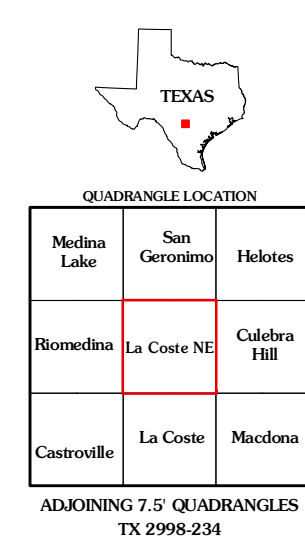 TEXAS
QUADRANGLE LOCATION
Medina
Lake
San
Geronimo
Helotes
Riomedina
La Coste NE
Culebra
Hill
Castroville
La Coste
Macdona
ADJOINING 7.5' QUADRANGLES
TX 2998-234